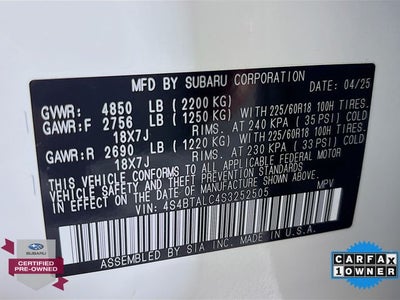 MFD BY SUBARU CORPORATION DATE: 04/25
GVWR: 4850 LB (2200 KG)
GAWR:F 2756 LB (1250 KG) WITH 225/60R18 100H TIRES.
18X7J RIMS. AT 240 KPA (35 PSI) COLD
GAWR:R 2690 LB (1220 KG) WITH 225/60R18 100H TIRES.
18X7J RIMS. AT 230 KPA (33 PSI) COLD
THIS VEHICLE CONFORMS TO ALL APPLICABLE FEDERAL MOTOR
VEHICLE SAFETY AND THEFT PREVENTION STANDARDS IN
EFFECT ON THE DATE OF MANUFACTURE SHOWN ABOVE.
VIN: 4S4BTALC4S3252505 MPV
ASSEMBLED BY SIA INC. MADE IN U.S.A.
SUBARU
CERTIFIED
PRE-OWNED
CARFAX
1 OWNER